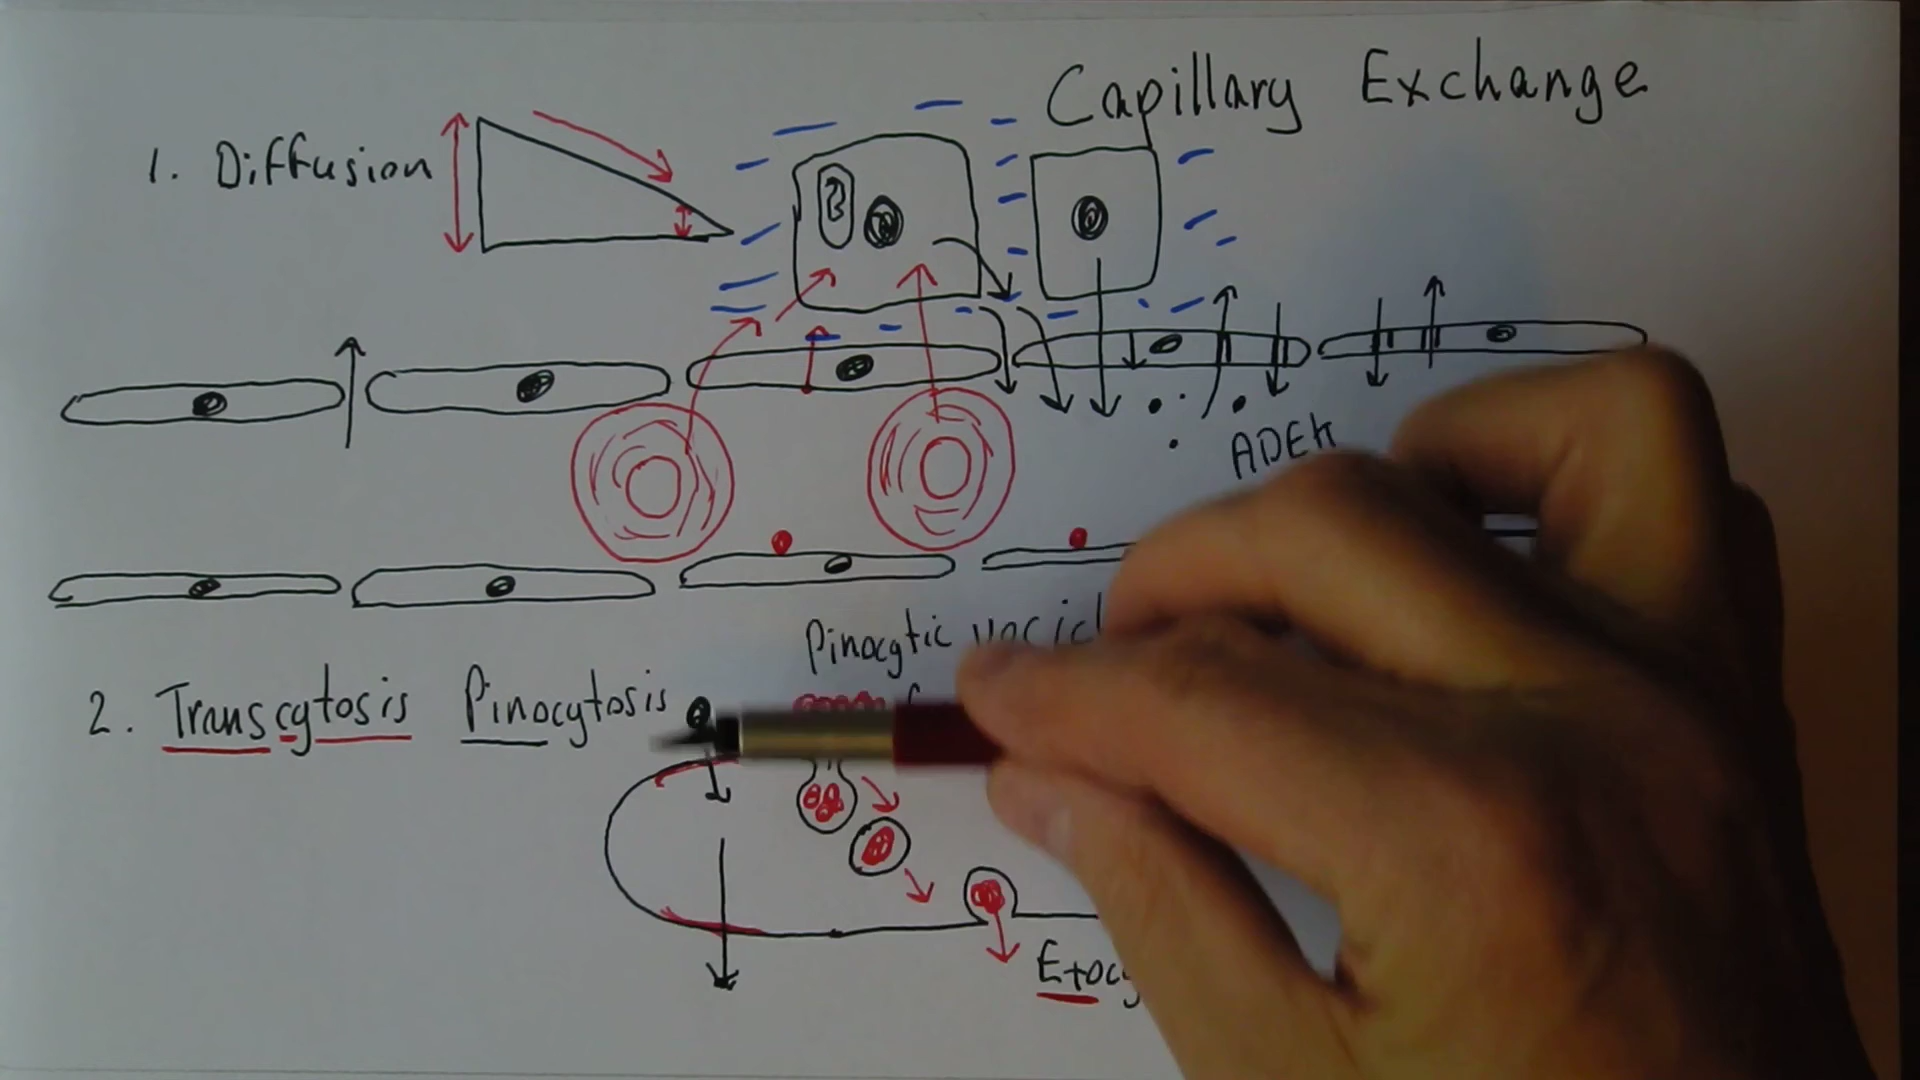 Capillary Exchange
1. Diffusion
ADEK
Pinocytic
2. Transcytosis Pinocytosis